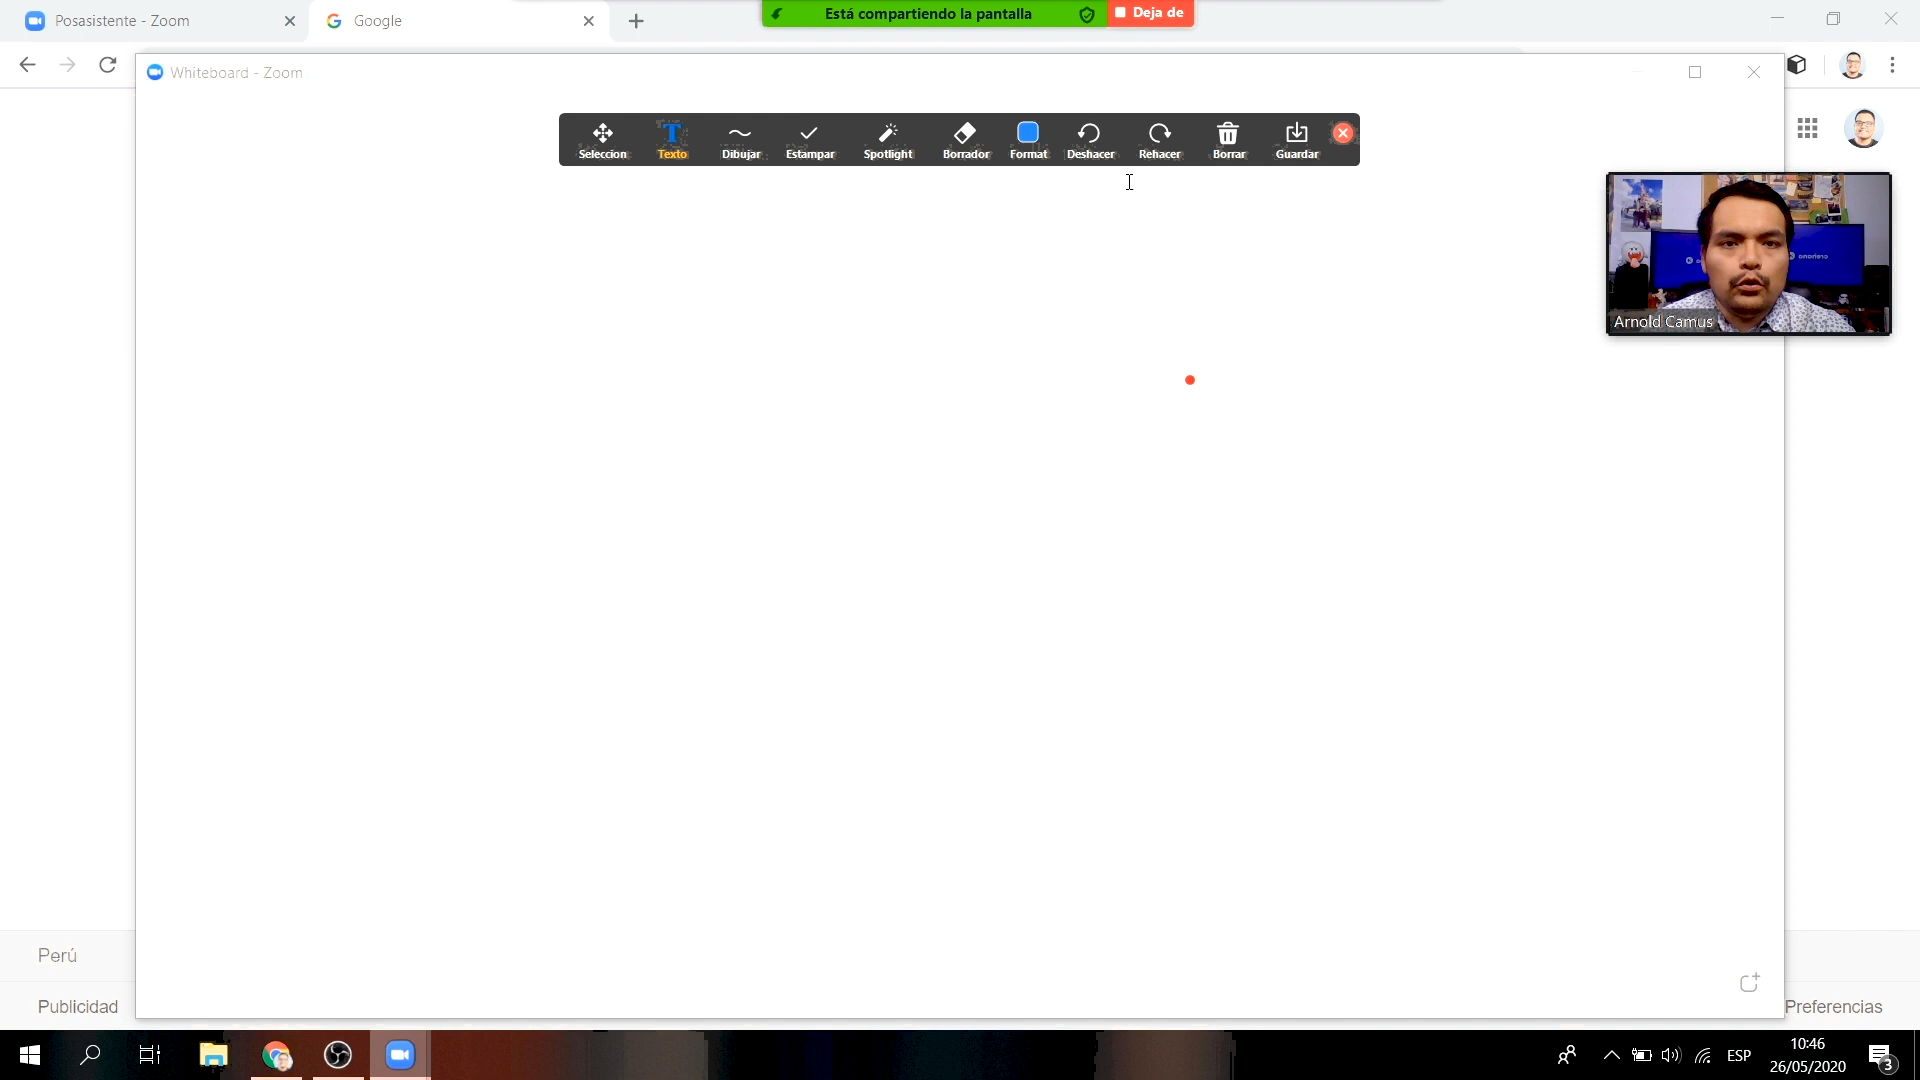 Posasistente - Zoom
Google
Está compartiendo la pantalla
Deja de
Whiteboard - Zoom
Seleccion
Texto
Dibujar
Estampar
Spotlight
Borrador
Format
Deshacer
Rehacer
Borrar
Guardar
Arnold Camus
Perú
Publicidad
Preferencias
ESP
10:46
26/05/2020
3